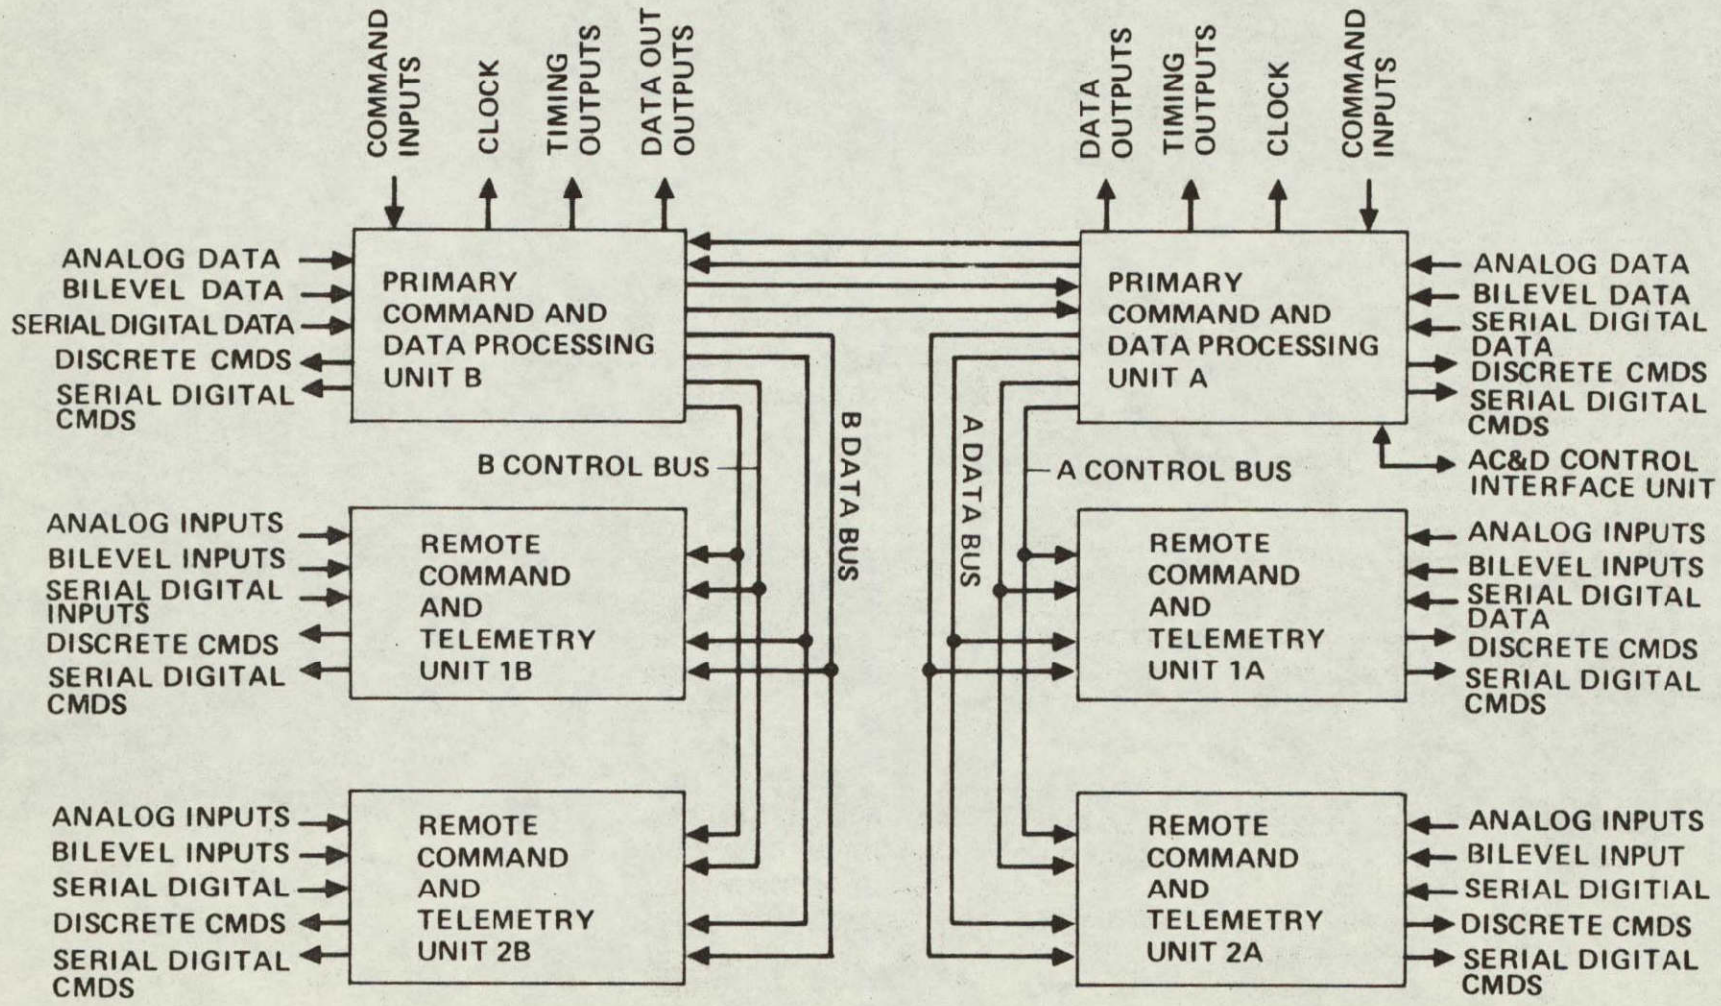 COMMAND
INPUTS
CLOCK
TIMING
OUTPUTS
DATA OUT
OUTPUTS
DATA
OUTPUTS
TIMING
OUTPUTS
CLOCK
COMMAND
INPUTS
ANALOG DATA
BILEVEL DATA
SERIAL DIGITAL DATA
DISCRETE CMDS
SERIAL DIGITAL
CMDS
PRIMARY
COMMAND AND
DATA PROCESSING
UNIT B
PRIMARY
COMMAND AND
DATA PROCESSING
UNIT A
ANALOG DATA
BILEVEL DATA
SERIAL DIGITAL
DATA
DISCRETE CMDS
SERIAL DIGITAL
CMDS
AC&D CONTROL
INTERFACE UNIT
B CONTROL BUS
B DATA BUS
A DATA BUS
A CONTROL BUS
ANALOG INPUTS
BILEVEL INPUTS
SERIAL DIGITAL
INPUTS
DISCRETE CMDS
SERIAL DIGITAL
CMDS
REMOTE
COMMAND
AND
TELEMETRY
UNIT 1B
REMOTE
COMMAND
AND
TELEMETRY
UNIT 1A
ANALOG INPUTS
BILEVEL INPUTS
SERIAL DIGITAL
DATA
DISCRETE CMDS
SERIAL DIGITAL
CMDS
ANALOG INPUTS
BILEVEL INPUTS
SERIAL DIGITAL
DISCRETE CMDS
SERIAL DIGITAL
CMDS
REMOTE
COMMAND
AND
TELEMETRY
UNIT 2B
REMOTE
COMMAND
AND
TELEMETRY
UNIT 2A
ANALOG INPUTS
BILEVEL INPUT
SERIAL DIGITIAL
DISCRETE CMDS
SERIAL DIGITAL
CMDS